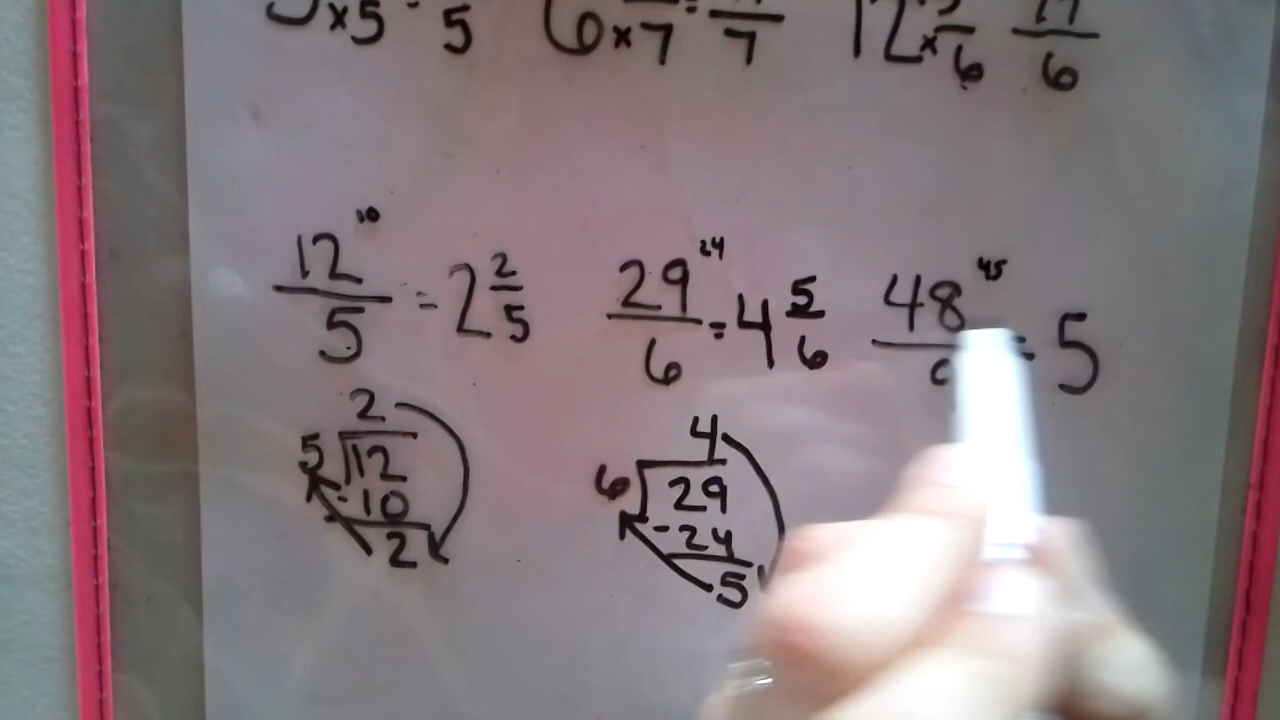 ×5 5 6×7 = 7 12×6 6
10 24 45
12/5 = 2 2/5 29/6 = 4 5/6 48 = 5
2 4
5 12 6 29
-10 -24
2 5